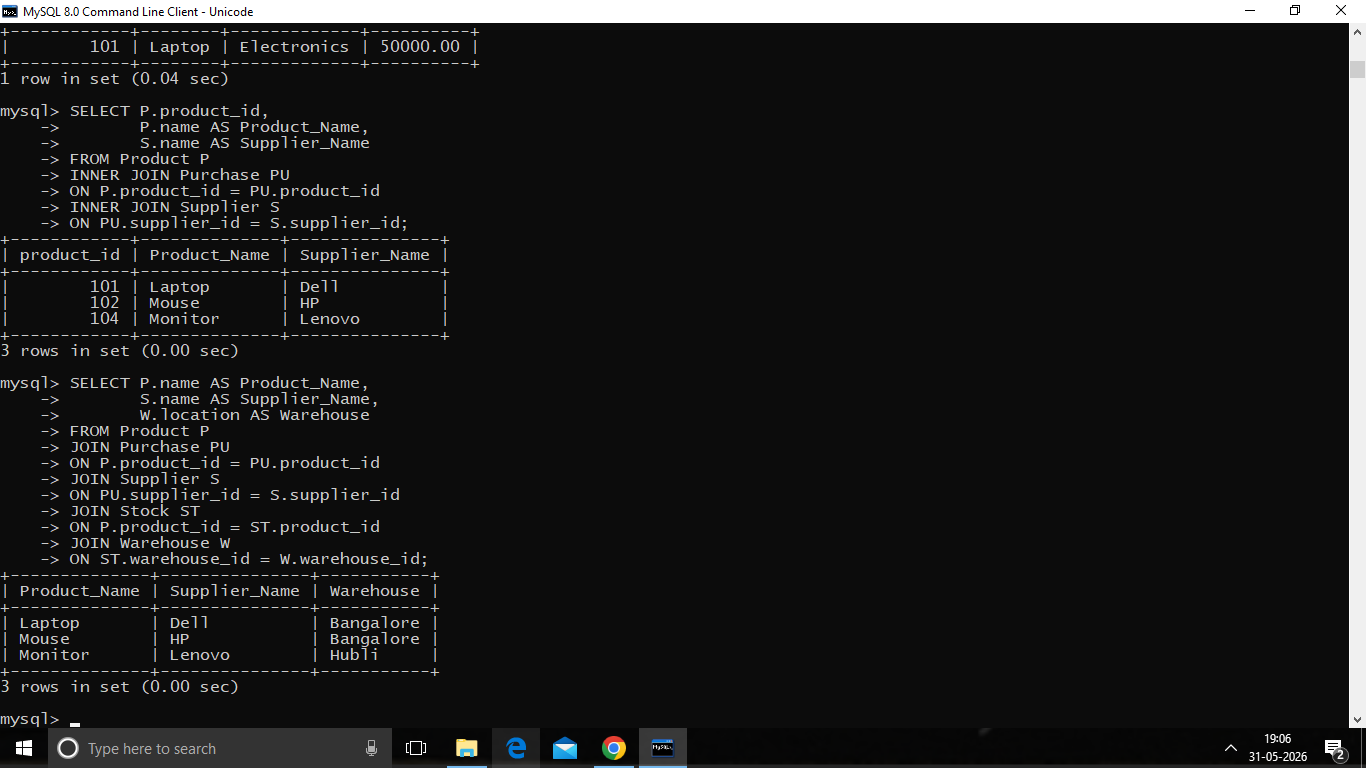 MySQL 8.0 Command Line Client - Unicode
+------------+--------+-------------+----------+
|        101 | Laptop | Electronics | 50000.00 |
+------------+--------+-------------+----------+
1 row in set (0.04 sec)

mysql> SELECT P.product_id,
    ->        P.name AS Product_Name,
    ->        S.name AS Supplier_Name
    -> FROM Product P
    -> INNER JOIN Purchase PU
    -> ON P.product_id = PU.product_id
    -> INNER JOIN Supplier S
    -> ON PU.supplier_id = S.supplier_id;
+------------+--------------+---------------+
| product_id | Product_Name | Supplier_Name |
+------------+--------------+---------------+
|        101 | Laptop       | Dell          |
|        102 | Mouse        | HP            |
|        104 | Monitor      | Lenovo        |
+------------+--------------+---------------+
3 rows in set (0.00 sec)

mysql> SELECT P.name AS Product_Name,
    ->        S.name AS Supplier_Name,
    ->        W.location AS Warehouse
    -> FROM Product P
    -> JOIN Purchase PU
    -> ON P.product_id = PU.product_id
    -> JOIN Supplier S
    -> ON PU.supplier_id = S.supplier_id
    -> JOIN Stock ST
    -> ON P.product_id = ST.product_id
    -> JOIN Warehouse W
    -> ON ST.warehouse_id = W.warehouse_id;
+--------------+---------------+-----------+
| Product_Name | Supplier_Name | Warehouse |
+--------------+---------------+-----------+
| Laptop       | Dell          | Bangalore |
| Mouse        | HP            | Bangalore |
| Monitor      | Lenovo        | Hubli     |
+--------------+---------------+-----------+
3 rows in set (0.00 sec)

mysql> _
Type here to search
MySQL
19:06
31-05-2026
2